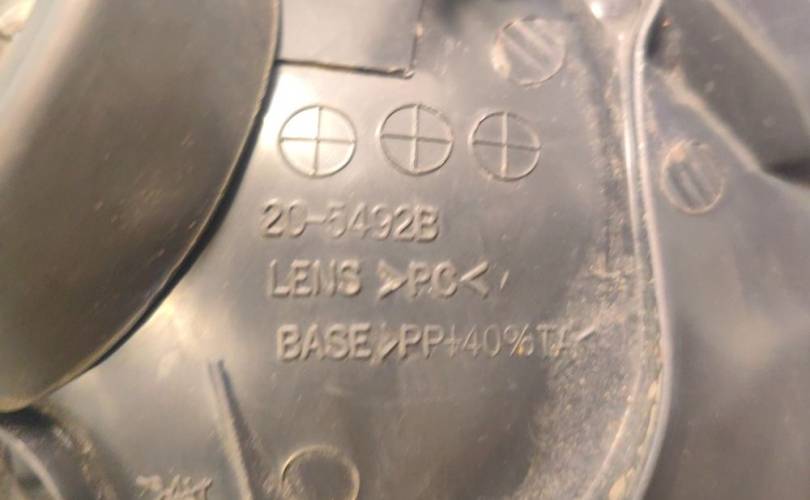 20-5492B
LENS >PC<
BASE >PP+40%TA<